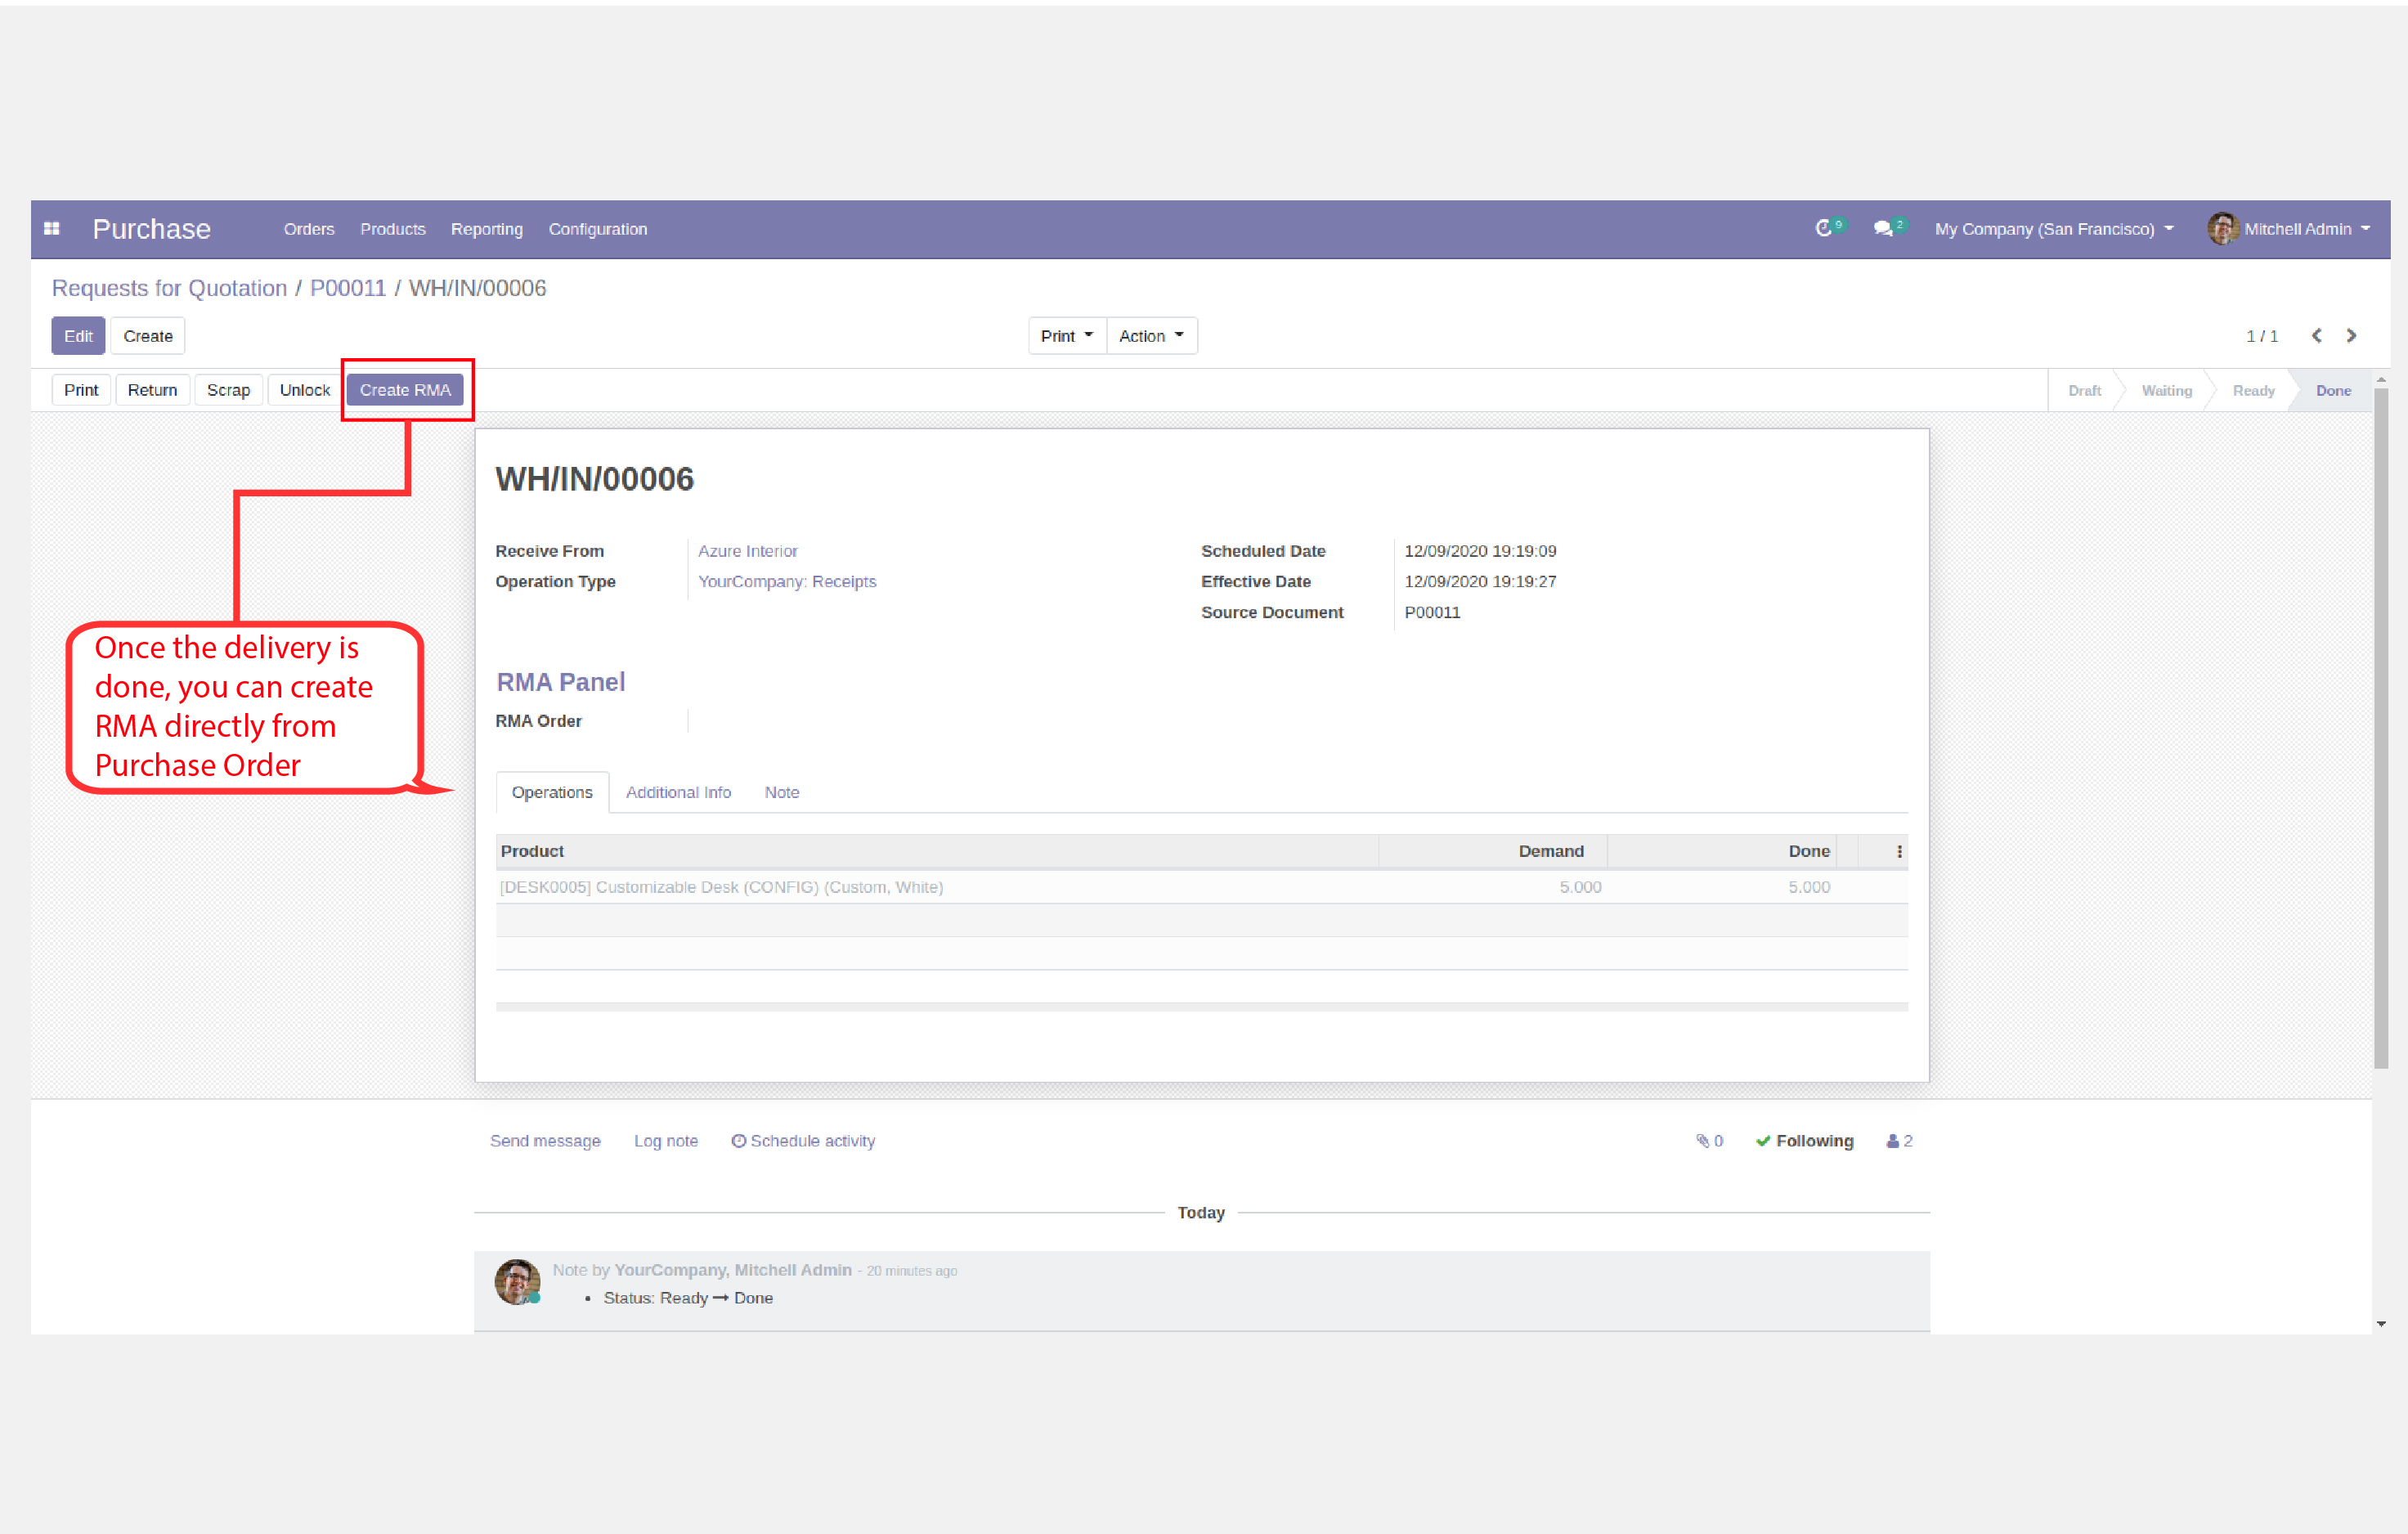 Purchase Orders Products Reporting Configuration 9 2 My Company (San Francisco) Mitchell Admin
Requests for Quotation / P00011 / WH/IN/00006
Edit Create Print Action 1 / 1
Print Return Scrap Unlock Create RMA Draft Waiting Ready Done
WH/IN/00006
Receive From Azure Interior Scheduled Date 12/09/2020 19:19:09
Operation Type YourCompany: Receipts Effective Date 12/09/2020 19:19:27
Source Document P00011
Once the delivery is
done, you can create
RMA directly from
Purchase Order
RMA Panel
RMA Order
Operations Additional Info Note
Product Demand Done
[DESK0005] Customizable Desk (CONFIG) (Custom, White) 5.000 5.000
Send message Log note Schedule activity 0 Following 2
Today
Note by YourCompany, Mitchell Admin - 20 minutes ago
• Status: Ready → Done